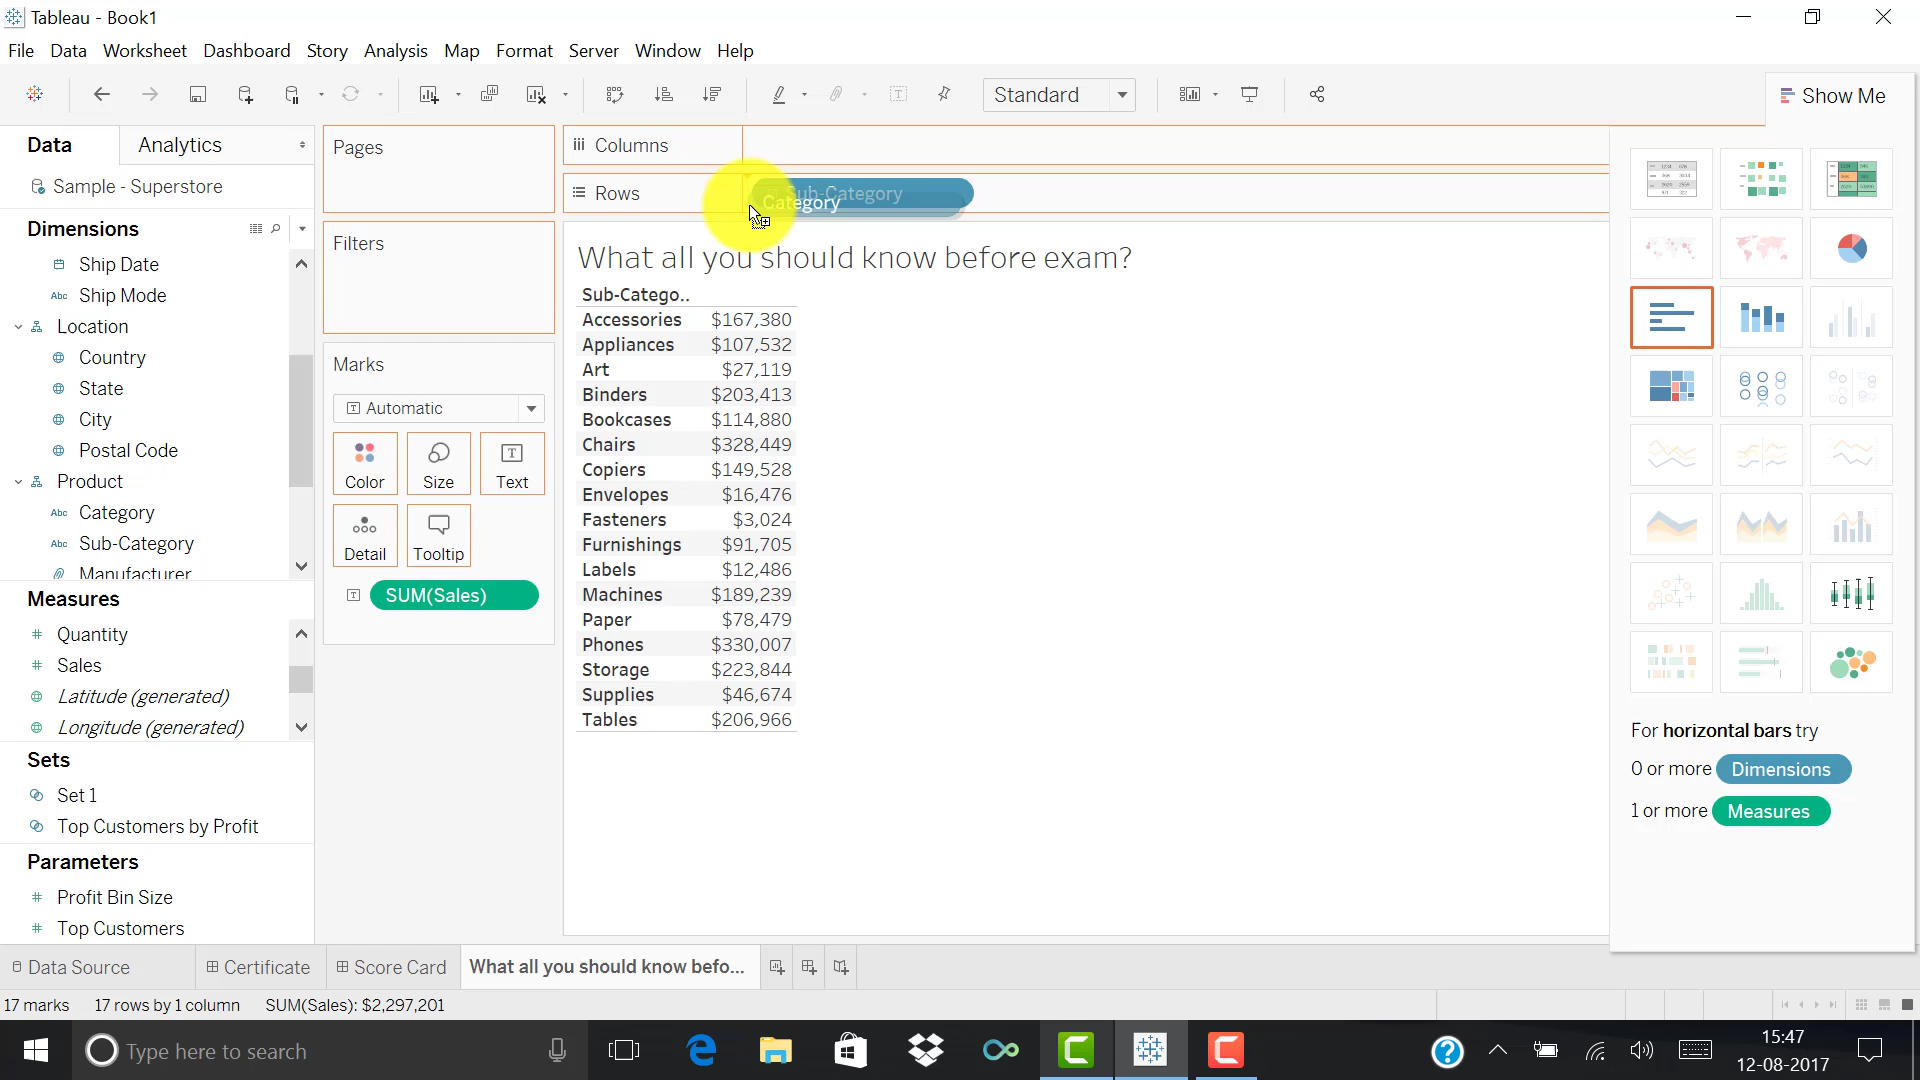 Tableau - Book1
File Data Worksheet Dashboard Story Analysis Map Format Server Window Help
Standard
Show Me
Data Analytics
Sample - Superstore
Dimensions
Ship Date
Abc Ship Mode
Location
Country
State
City
Postal Code
Product
Abc Category
Abc Sub-Category
Manufacturer
Measures
Quantity
Sales
Latitude (generated)
Longitude (generated)
Sets
Set 1
Top Customers by Profit
Parameters
Profit Bin Size
Top Customers
Pages
Filters
Marks
Automatic
Color Size Text
Detail Tooltip
SUM(Sales)
Columns
Rows
Sub-Category
Category
What all you should know before exam?
Sub-Catego..
Accessories $167,380
Appliances $107,532
Art $27,119
Binders $203,413
Bookcases $114,880
Chairs $328,449
Copiers $149,528
Envelopes $16,476
Fasteners $3,024
Furnishings $91,705
Labels $12,486
Machines $189,239
Paper $78,479
Phones $330,007
Storage $223,844
Supplies $46,674
Tables $206,966
For horizontal bars try
0 or more Dimensions
1 or more Measures
Data Source Certificate Score Card What all you should know befo...
17 marks 17 rows by 1 column SUM(Sales): $2,297,201
Type here to search
15:47
12-08-2017